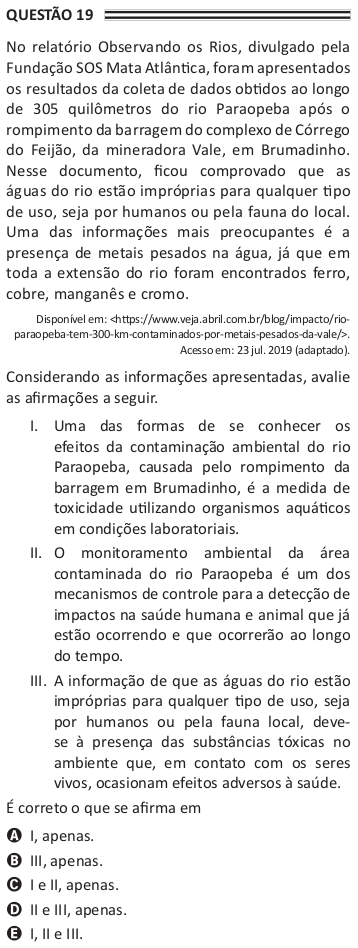 QUESTÃO 19
No relatório Observando os Rios, divulgado pela
Fundação SOS Mata Atlântica, foram apresentados
os resultados da coleta de dados obtidos ao longo
de 305 quilômetros do rio Paraopeba após o
rompimento da barragem do complexo de Córrego
do Feijão, da mineradora Vale, em Brumadinho.
Nesse documento, ficou comprovado que as
águas do rio estão impróprias para qualquer tipo
de uso, seja por humanos ou pela fauna do local.
Uma das informações mais preocupantes é a
presença de metais pesados na água, já que em
toda a extensão do rio foram encontrados ferro,
cobre, manganês e cromo.
Disponível em: <https://www.veja.abril.com.br/blog/impacto/rio-
paraopeba-tem-300-km-contaminados-por-metais-pesados-da-vale/>.
Acesso em: 23 jul. 2019 (adaptado).
Considerando as informações apresentadas, avalie
as afirmações a seguir.
I. Uma das formas de se conhecer os
efeitos da contaminação ambiental do rio
Paraopeba, causada pelo rompimento da
barragem em Brumadinho, é a medida de
toxicidade utilizando organismos aquáticos
em condições laboratoriais.
II. O monitoramento ambiental da área
contaminada do rio Paraopeba é um dos
mecanismos de controle para a detecção de
impactos na saúde humana e animal que já
estão ocorrendo e que ocorrerão ao longo
do tempo.
III. A informação de que as águas do rio estão
impróprias para qualquer tipo de uso, seja
por humanos ou pela fauna local, deve-
se à presença das substâncias tóxicas no
ambiente que, em contato com os seres
vivos, ocasionam efeitos adversos à saúde.
É correto o que se afirma em
A I, apenas.
B III, apenas.
C I e II, apenas.
D II e III, apenas.
E I, II e III.